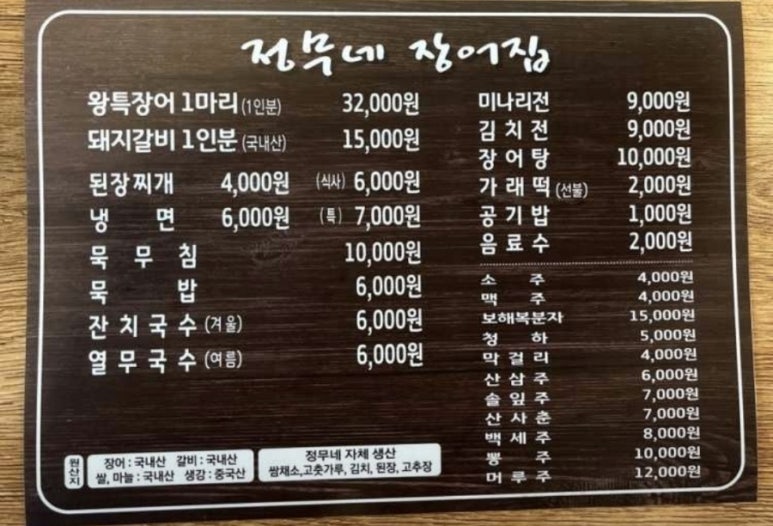 정무네 장어집
왕특장어 1마리(1인분) 32,000원
돼지갈비 1인분(국내산) 15,000원
된장찌개 4,000원 (식사) 6,000원
냉면 6,000원 (특) 7,000원
묵무침 10,000원
묵밥 6,000원
잔치국수(겨울) 6,000원
열무국수(여름) 6,000원
미나리전 9,000원
김치전 9,000원
장어탕 10,000원
가래떡(선불) 2,000원
공기밥 1,000원
음료수 2,000원
소주 4,000원
맥주 4,000원
보해복분자 15,000원
청하 5,000원
막걸리 4,000원
산삼주 6,000원
솔잎주 7,000원
산사춘 7,000원
백세주 8,000원
뽕주 10,000원
머루주 12,000원
원산지
장어 : 국내산 갈비 : 국내산
쌀, 마늘 : 국내산 생강 : 중국산
정무네 자체 생산
쌈채소,고춧가루, 김치, 된장, 고추장